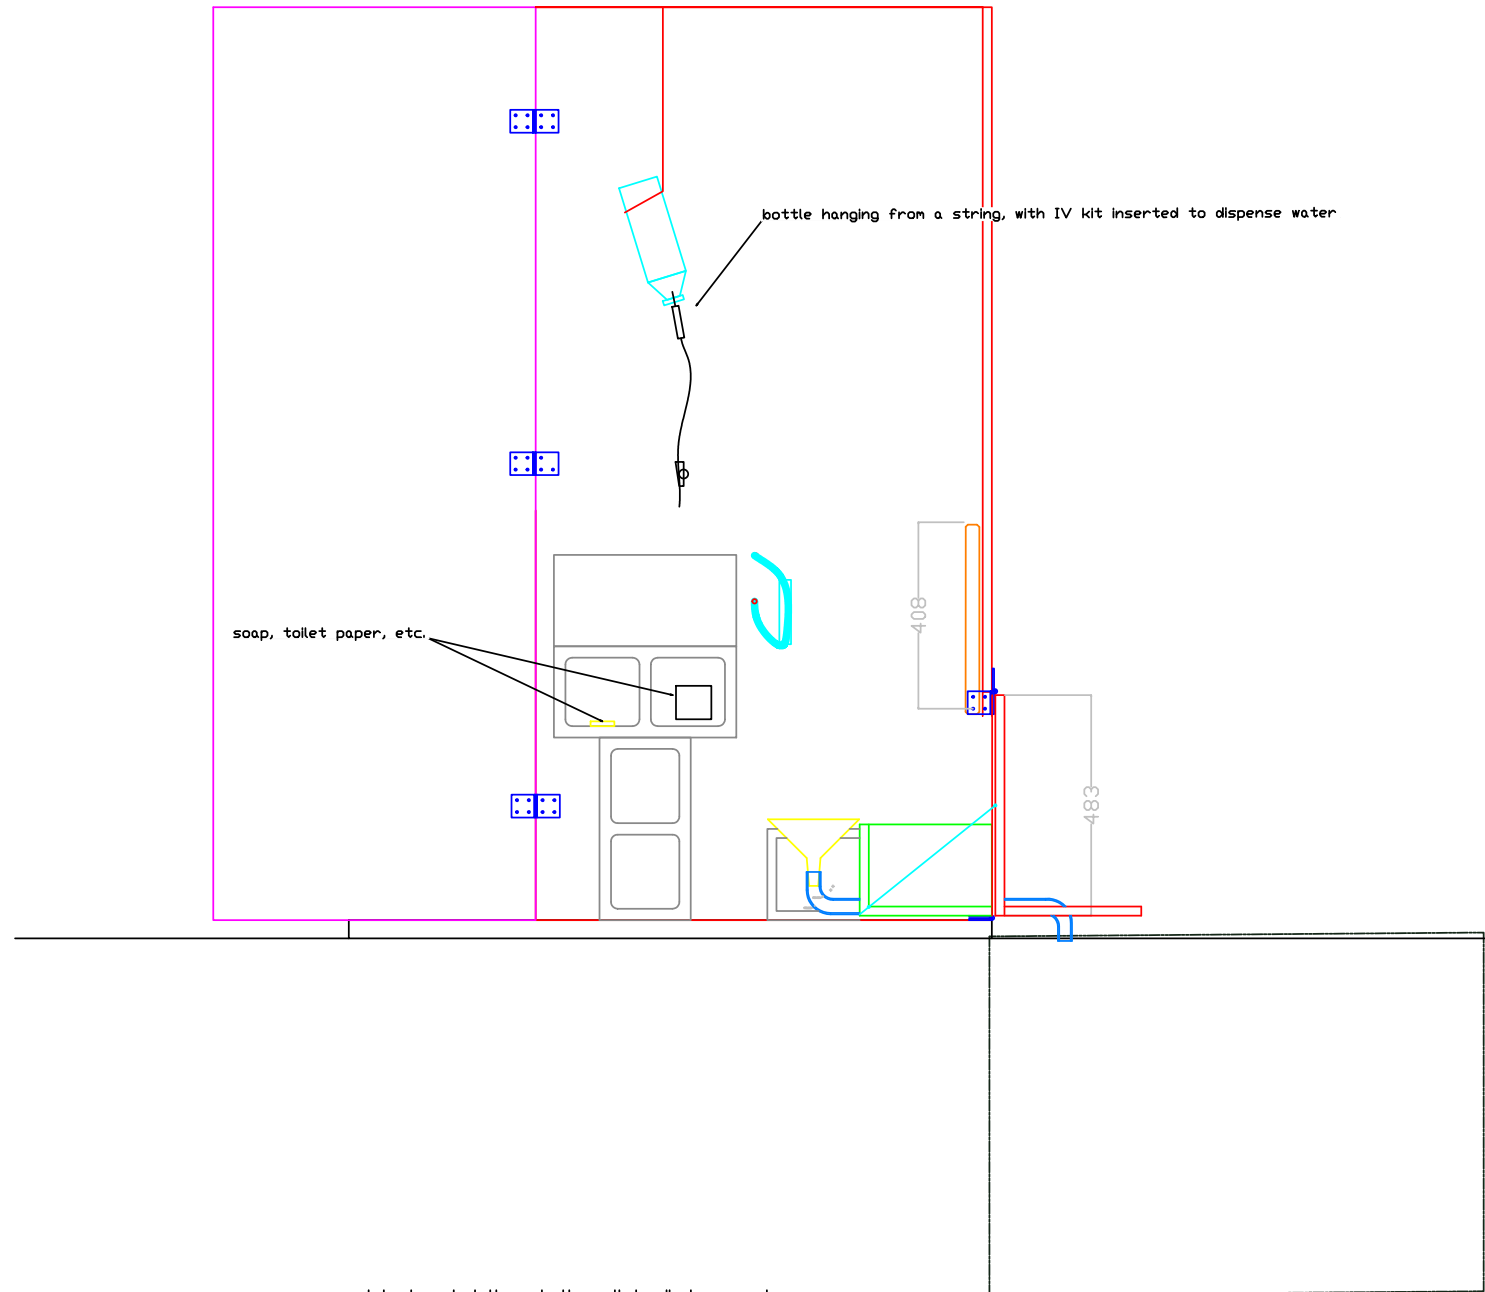 bottle hanging from a string, with IV kit inserted to dispense water
408
soap, toilet paper, etc.
483